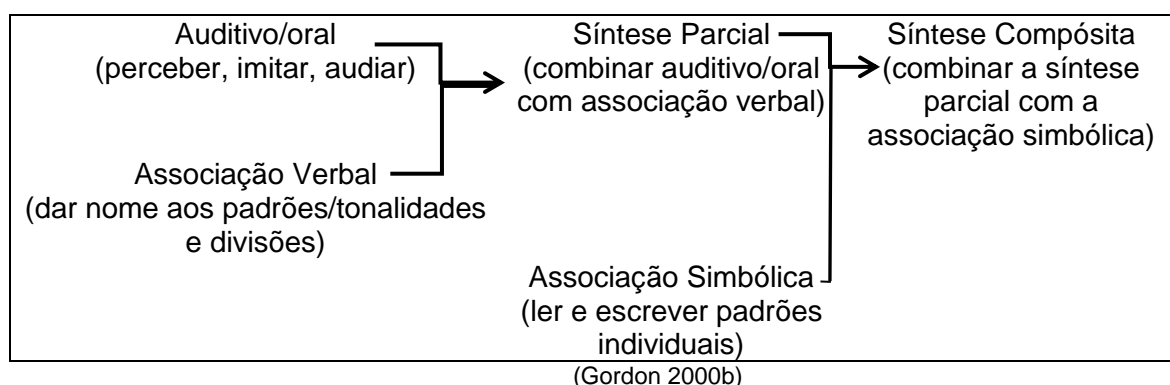 Auditivo/oral
(perceber, imitar, audiar)
Associação Verbal
(dar nome aos padrões/tonalidades
e divisões)
Síntese Parcial
(combinar auditivo/oral
com associação verbal)
Associação Simbólica
(ler e escrever padrões
individuais)
Síntese Compósita
(combinar a síntese
parcial com a
associação simbólica)
(Gordon 2000b)